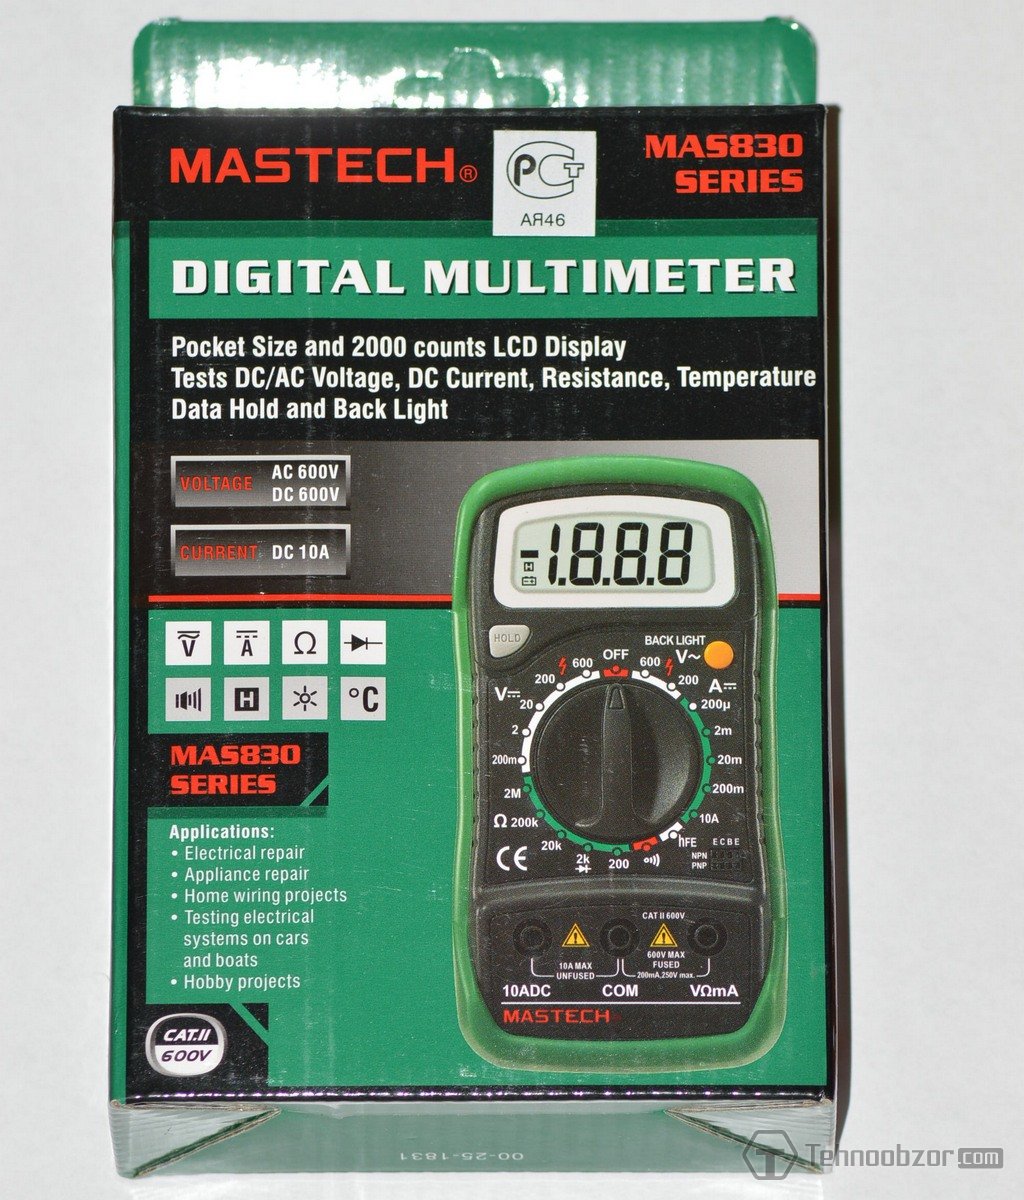 MASTECH®
PCT
АЯ46
MAS830
SERIES
DIGITAL MULTIMETER
Pocket Size and 2000 counts LCD Display
Tests DC/AC Voltage, DC Current, Resistance, Temperature
Data Hold and Back Light
VOLTAGE AC 600V
DC 600V
CURRENT DC 10A
V A Ω
H °C
MAS830
SERIES
Applications:
• Electrical repair
• Appliance repair
• Home wiring projects
• Testing electrical
systems on cars
and boats
• Hobby projects
CAT.II
600V
-1.8.8.8
H
HOLD
BACK LIGHT
OFF
600 600 V~
200 200
V⎓ A⎓
20 200µ
2 2m
200m 20m
2M 200m
Ω 200k 10A
20k hFE
2k 200
ECBE
NPN
PNP
CE
CAT II 600V
10A MAX
UNFUSED
600V MAX
FUSED
200mA,250V max.
10ADC COM VΩmA
MASTECH
00-25-1831
Tehnoobzor.com